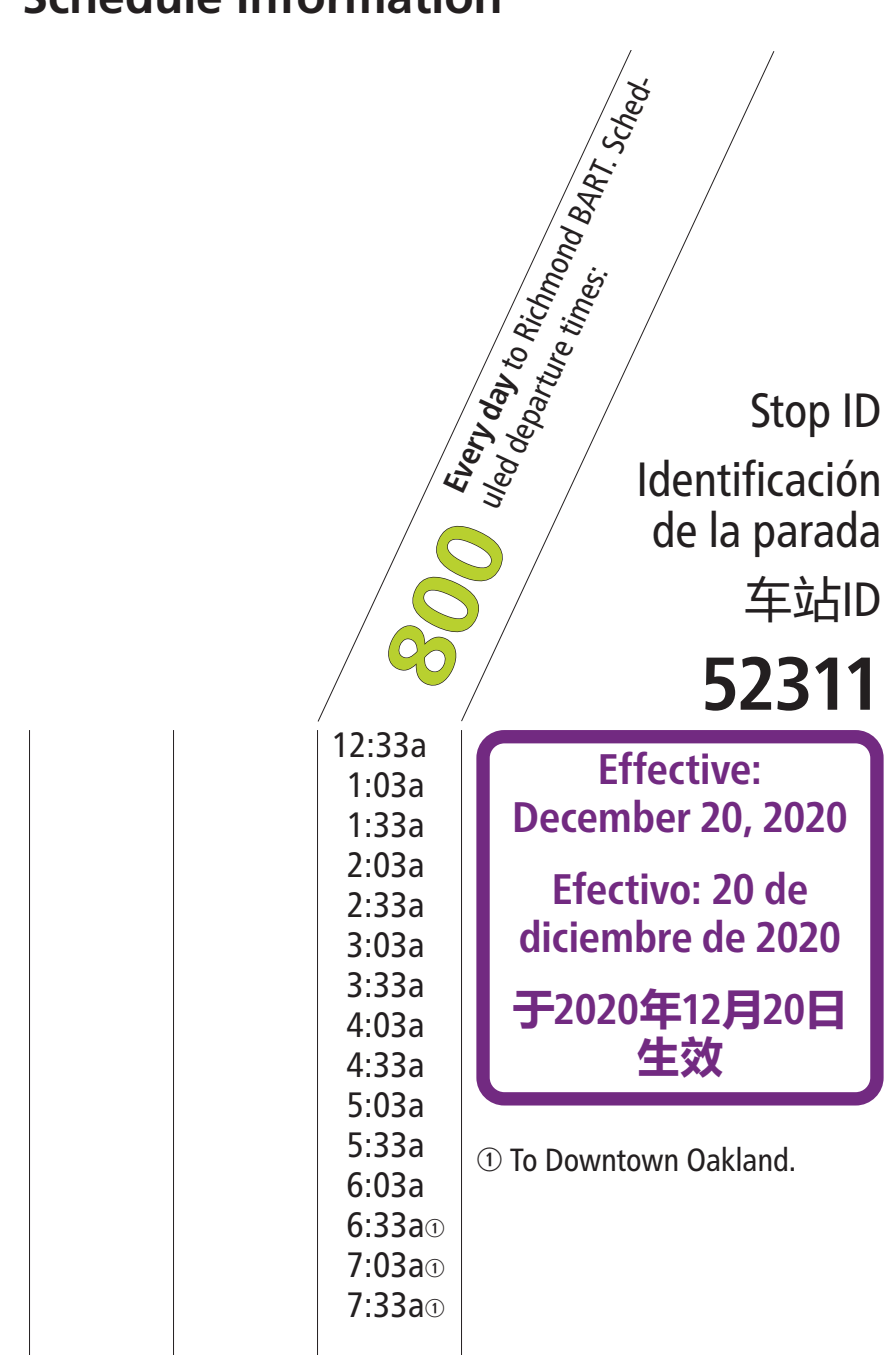 Schedule Information
Every day to Richmond BART. Sched-
uled departure times:
800
Stop ID
Identificación
de la parada
车站ID
52311
12:33a
1:03a
1:33a
2:03a
2:33a
3:03a
3:33a
4:03a
4:33a
5:03a
5:33a
6:03a
6:33a①
7:03a①
7:33a①
Effective:
December 20, 2020
Efectivo: 20 de
diciembre de 2020
于2020年12月20日
生效
① To Downtown Oakland.